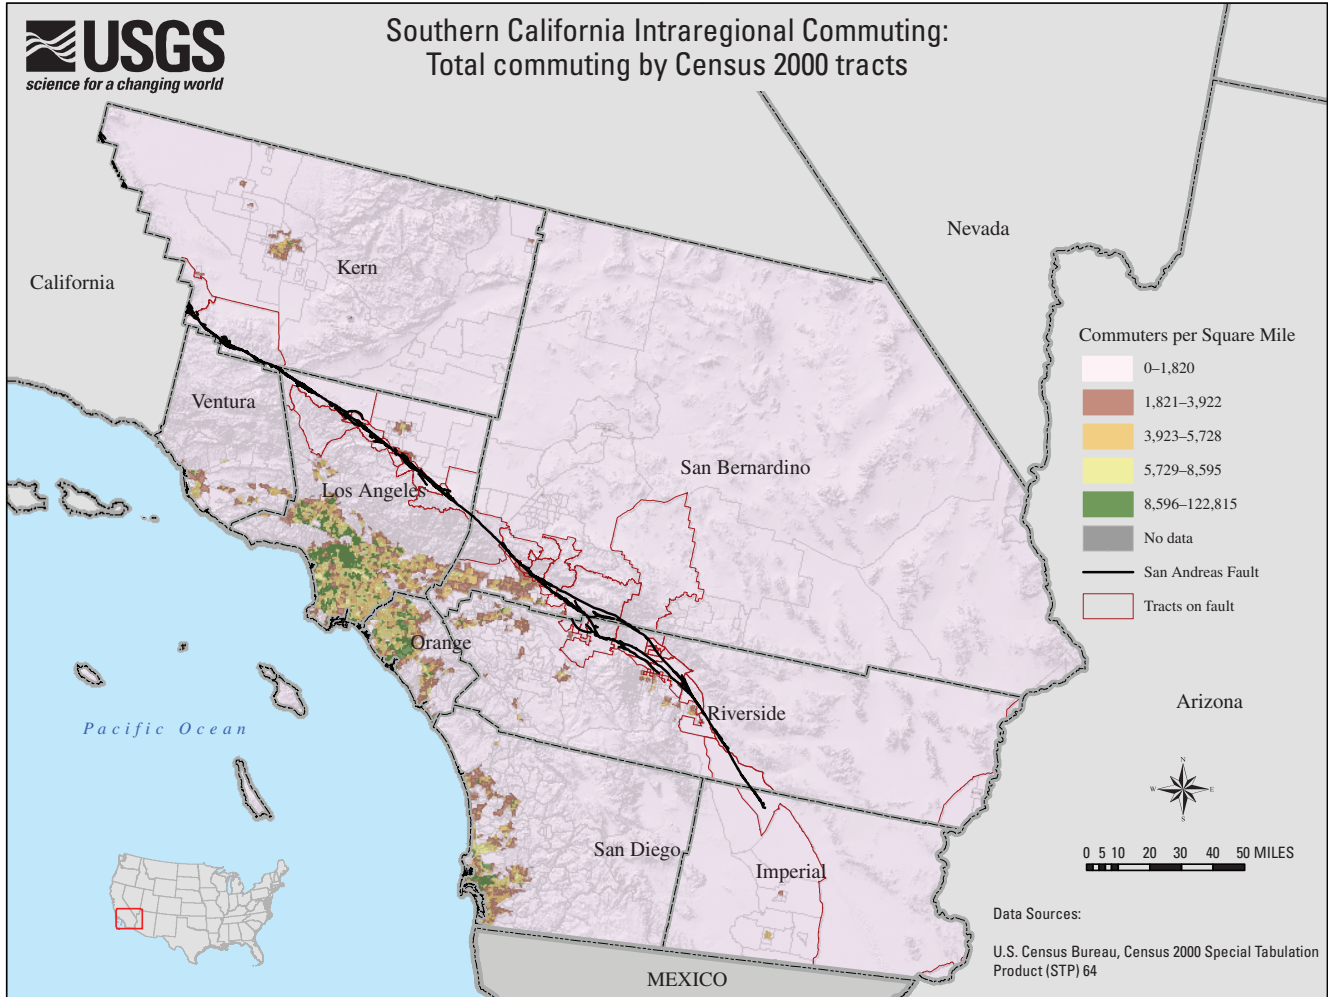 USGS
science for a changing world
Southern California Intraregional Commuting:
Total commuting by Census 2000 tracts
Nevada
California
Kern
Ventura
Los Angeles
San Bernardino
Orange
Riverside
San Diego
Imperial
Arizona
Pacific Ocean
MEXICO
Commuters per Square Mile
0–1,820
1,821–3,922
3,923–5,728
5,729–8,595
8,596–122,815
No data
San Andreas Fault
Tracts on fault
N
W E
S
0 5 10 20 30 40 50 MILES
Data Sources:
U.S. Census Bureau, Census 2000 Special Tabulation
Product (STP) 64